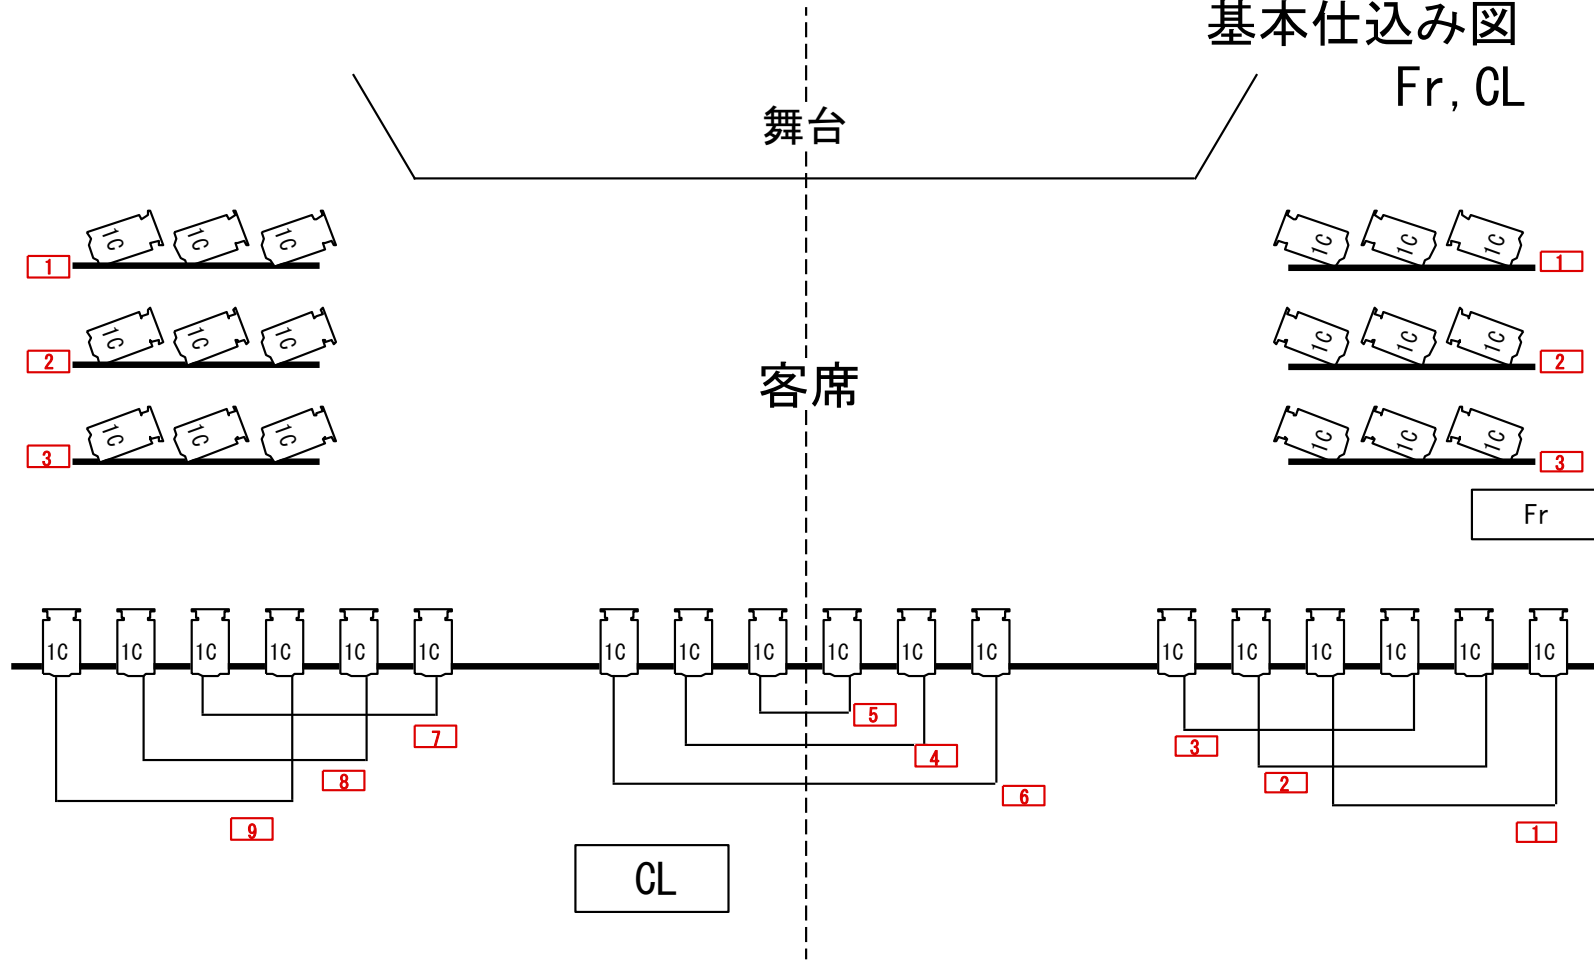 基本仕込み図
Fr,CL
舞台
1C 1C 1C 1C 1C 1C
1 1
客席
1C 1C 1C 1C 1C 1C
2 2
1C 1C 1C 1C 1C 1C
3 3
Fr
1C 1C 1C 1C 1C 1C 1C 1C 1C 1C 1C 1C 1C 1C 1C 1C 1C 1C
5
7 3
4
8 2
6
9 1
CL